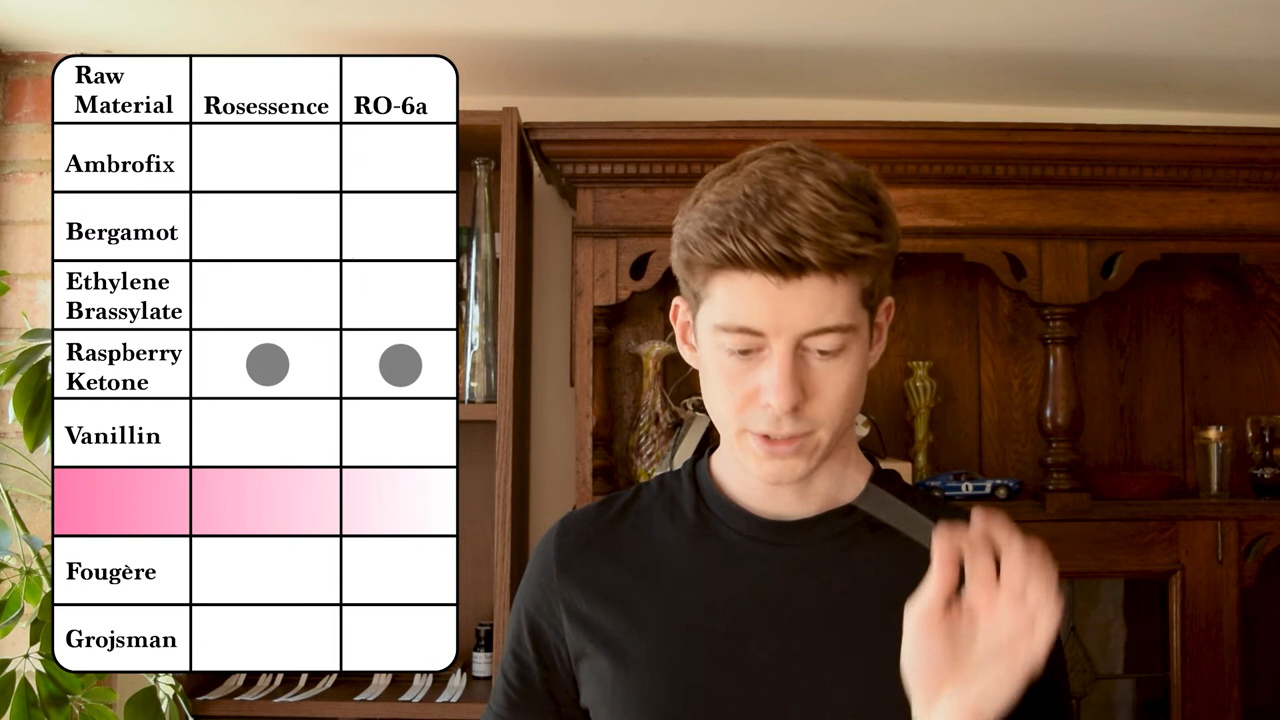 Raw
Material
Rosessence
RO-6a
Ambrofix
Bergamot
Ethylene
Brassylate
Raspberry
Ketone
Vanillin
Fougère
Grojsman